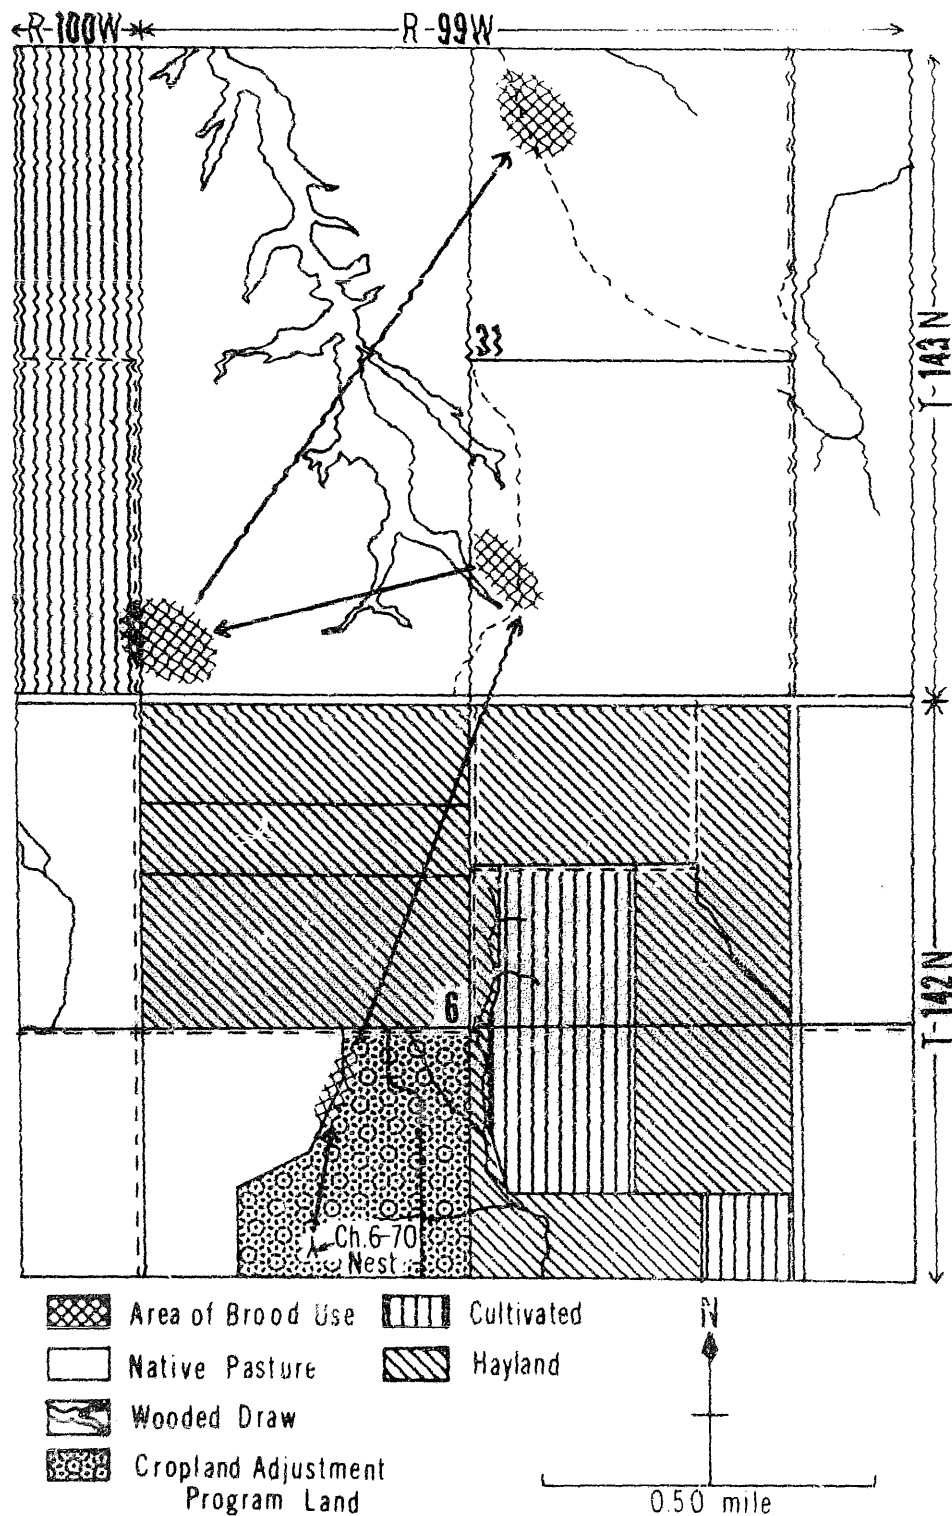 R-100W
R-99W
33
T-143N
6
T-142N
Ch.6-70
Nest
Area of Brood Use
Cultivated
Native Pasture
Hayland
Wooded Draw
Cropland Adjustment
Program Land
N
0.50 mile